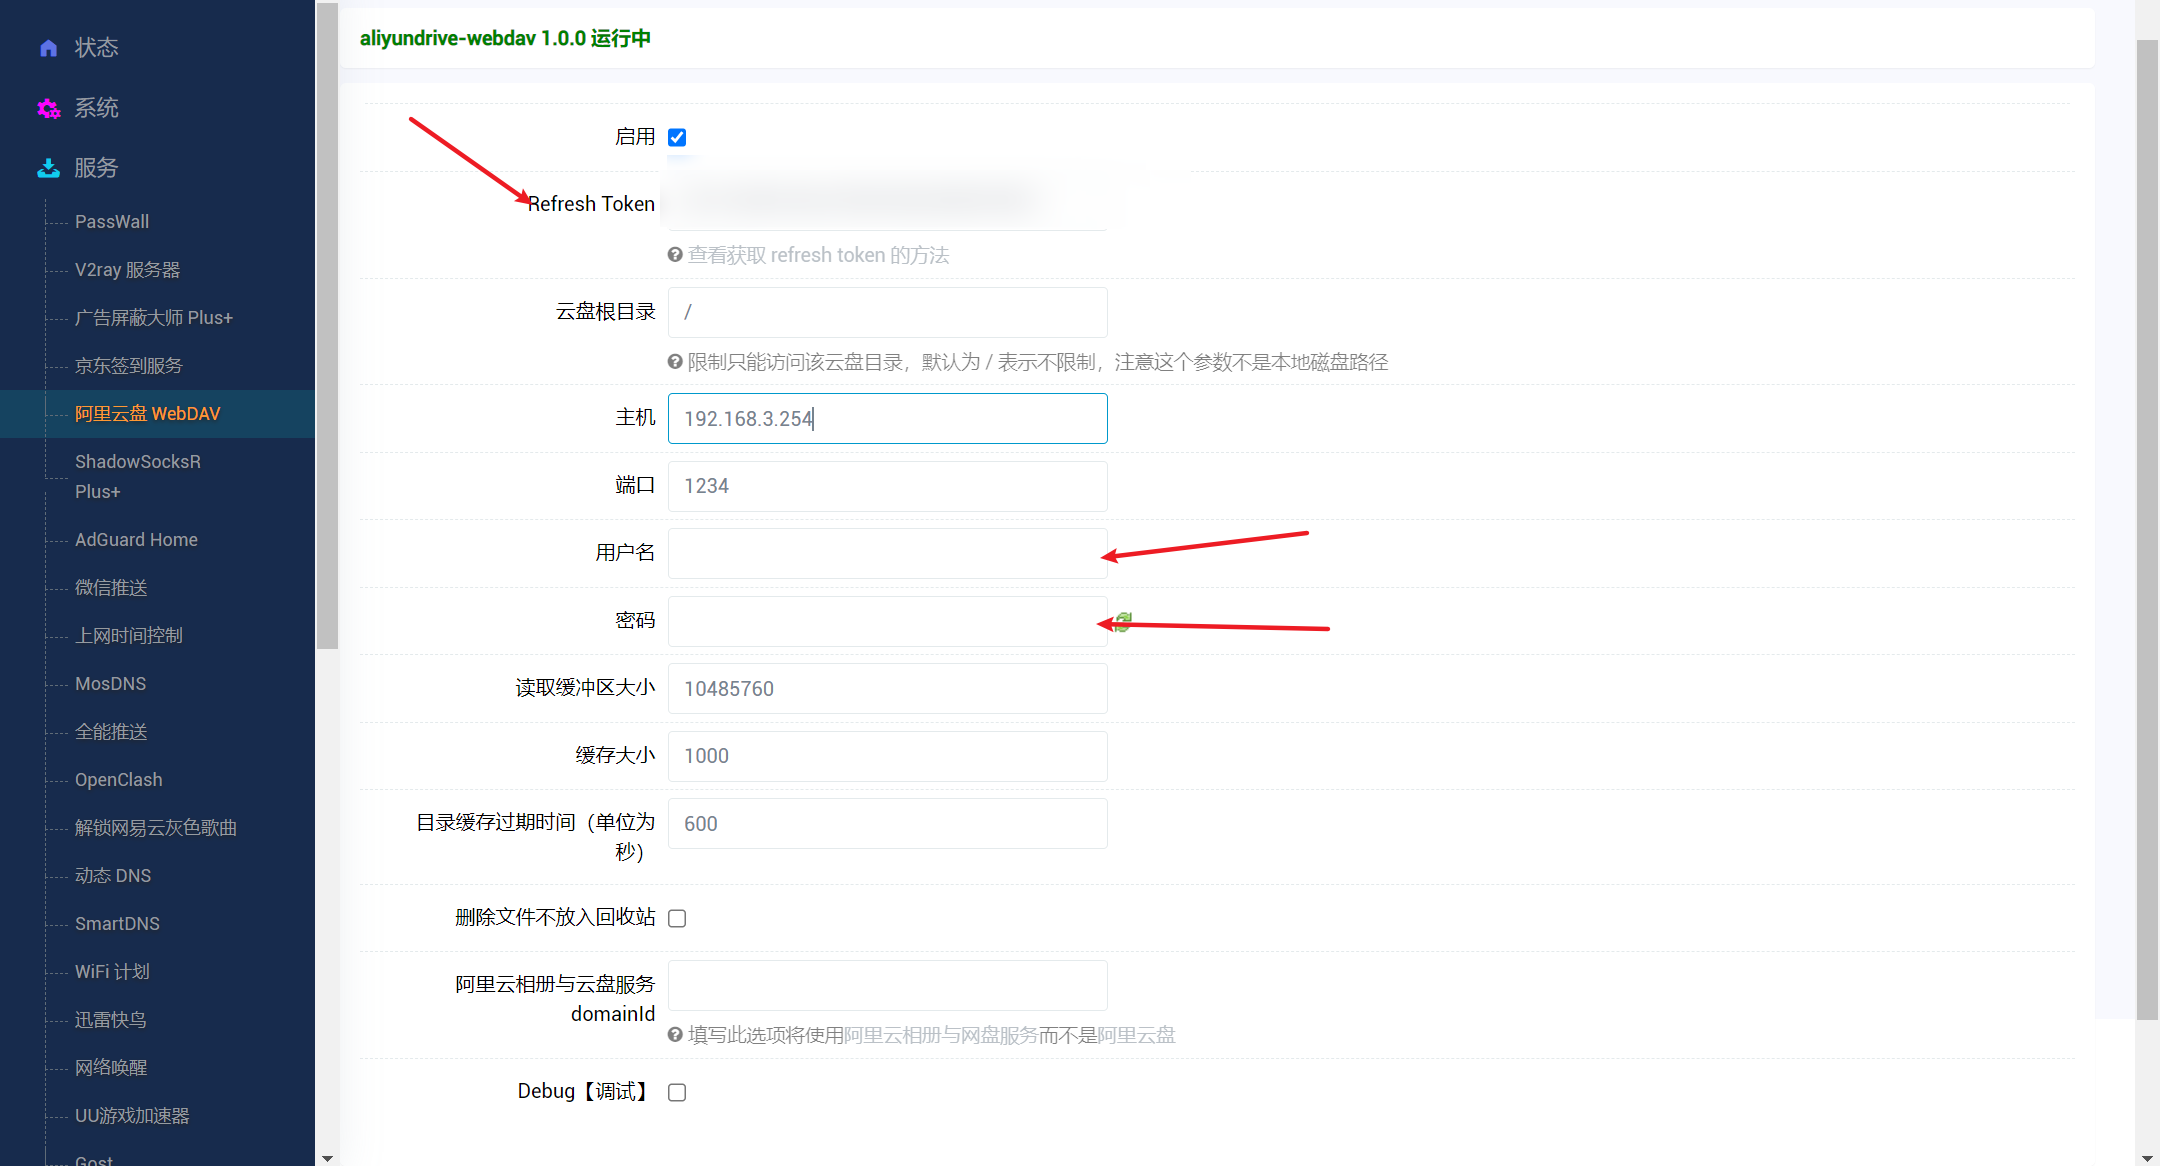 状态
系统
服务
PassWall
V2ray 服务器
广告屏蔽大师 Plus+
京东签到服务
阿里云盘 WebDAV
ShadowSocksR
Plus+
AdGuard Home
微信推送
上网时间控制
MosDNS
全能推送
OpenClash
解锁网易云灰色歌曲
动态 DNS
SmartDNS
WiFi 计划
迅雷快鸟
网络唤醒
UU游戏加速器
Gost
aliyundrive-webdav 1.0.0 运行中
启用
Refresh Token
查看获取 refresh token 的方法
云盘根目录 /
限制只能访问该云盘目录，默认为 / 表示不限制，注意这个参数不是本地磁盘路径
主机 192.168.3.254
端口 1234
用户名
密码
读取缓冲区大小 10485760
缓存大小 1000
目录缓存过期时间（单位为 600
秒）
删除文件不放入回收站
阿里云相册与云盘服务
domainId
填写此选项将使用阿里云相册与网盘服务而不是阿里云盘
Debug【调试】